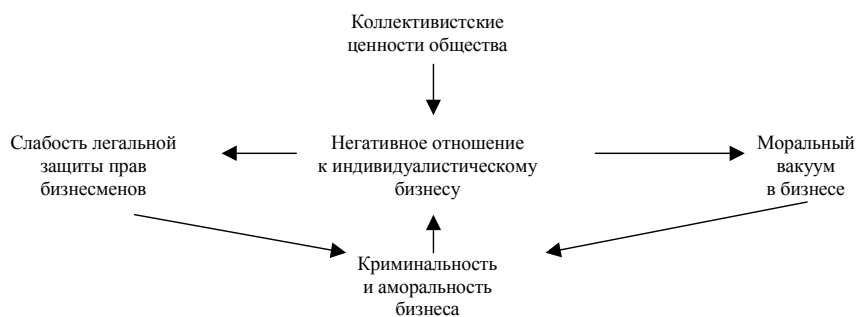 Коллективистские
ценности общества
Слабость легальной
защиты прав
бизнесменов
Негативное отношение
к индивидуалистическому
бизнесу
Моральный
вакуум
в бизнесе
Криминальность
и аморальность
бизнеса